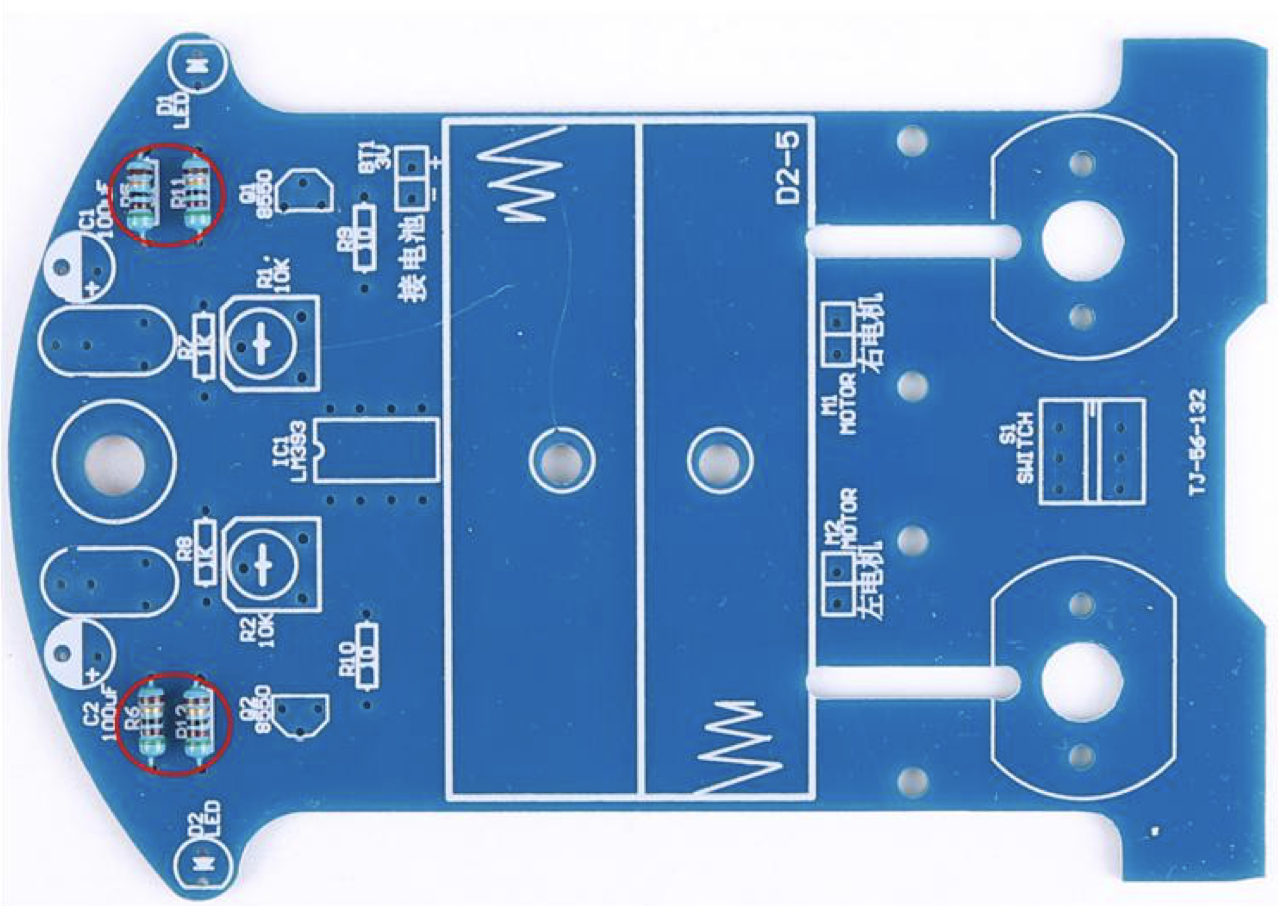 D1
LED
R5
R11
C1
100uF
Q1
8550
BT1
3V
+
-
接电池
R9
10
R1.
10K
R7
1K
+
IC1
LM393
R8
1K
R2
10K
R10
10
+
C2
100uF
R6
R12
Q2
8550
D2
LED
D2-5
右电机
M1
MOTOR
M2
MOTOR
左电机
S1
SWITCH
TJ-56-132